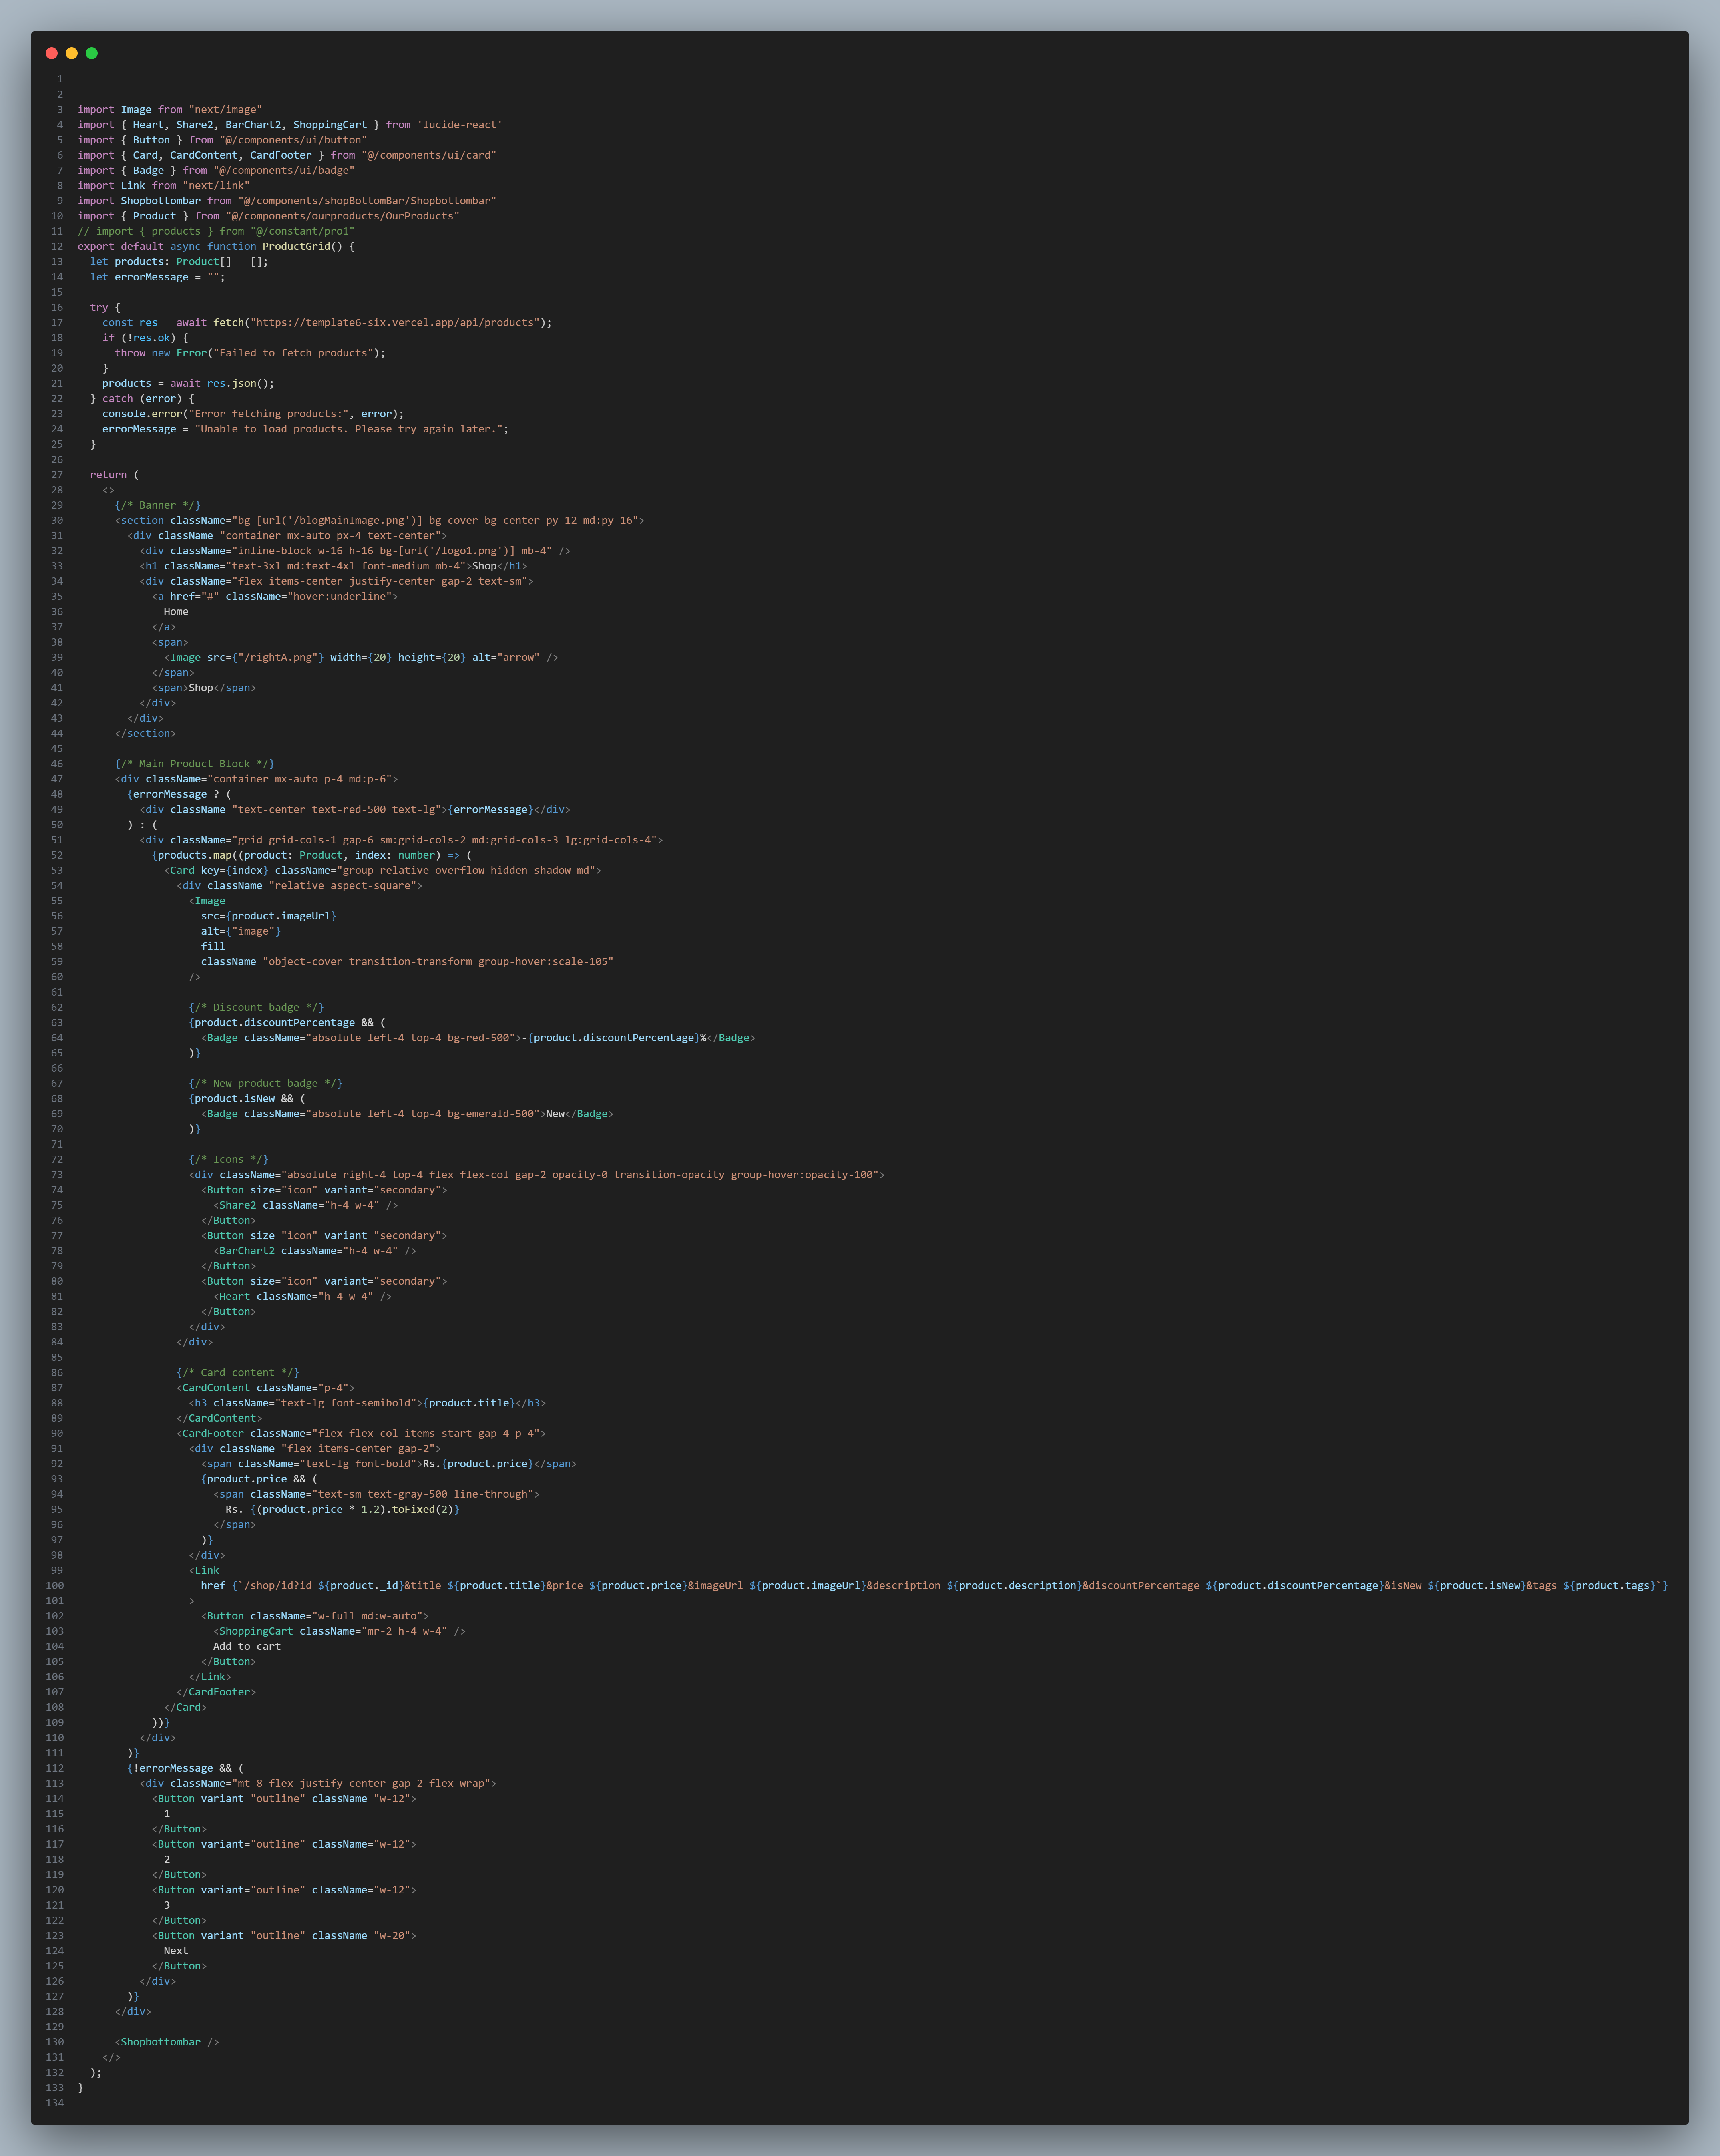 1
2
3 import Image from "next/image"
4 import { Heart, Share2, BarChart2, ShoppingCart } from 'lucide-react'
5 import { Button } from "@/components/ui/button"
6 import { Card, CardContent, CardFooter } from "@/components/ui/card"
7 import { Badge } from "@/components/ui/badge"
8 import Link from "next/link"
9 import Shopbottombar from "@/components/shopBottomBar/Shopbottombar"
10 import { Product } from "@/components/ourproducts/OurProducts"
11 // import { products } from "@/constant/pro1"
12 export default async function ProductGrid() {
13   let products: Product[] = [];
14   let errorMessage = "";
15
16   try {
17     const res = await fetch("https://template6-six.vercel.app/api/products");
18     if (!res.ok) {
19       throw new Error("Failed to fetch products");
20     }
21     products = await res.json();
22   } catch (error) {
23     console.error("Error fetching products:", error);
24     errorMessage = "Unable to load products. Please try again later.";
25   }
26
27   return (
28     <>
29       {/* Banner */}
30       <section className="bg-[url('/blogMainImage.png')] bg-cover bg-center py-12 md:py-16">
31         <div className="container mx-auto px-4 text-center">
32           <div className="inline-block w-16 h-16 bg-[url('/logo1.png')] mb-4" />
33           <h1 className="text-3xl md:text-4xl font-medium mb-4">Shop</h1>
34           <div className="flex items-center justify-center gap-2 text-sm">
35             <a href="#" className="hover:underline">
36               Home
37             </a>
38             <span>
39               <Image src={"/rightA.png"} width={20} height={20} alt="arrow" />
40             </span>
41             <span>Shop</span>
42           </div>
43         </div>
44       </section>
45
46       {/* Main Product Block */}
47       <div className="container mx-auto p-4 md:p-6">
48         {errorMessage ? (
49           <div className="text-center text-red-500 text-lg">{errorMessage}</div>
50         ) : (
51           <div className="grid grid-cols-1 gap-6 sm:grid-cols-2 md:grid-cols-3 lg:grid-cols-4">
52             {products.map((product: Product, index: number) => (
53               <Card key={index} className="group relative overflow-hidden shadow-md">
54                 <div className="relative aspect-square">
55                   <Image
56                     src={product.imageUrl}
57                     alt={"image"}
58                     fill
59                     className="object-cover transition-transform group-hover:scale-105"
60                   />
61
62                   {/* Discount badge */}
63                   {product.discountPercentage && (
64                     <Badge className="absolute left-4 top-4 bg-red-500">-{product.discountPercentage}%</Badge>
65                   )}
66
67                   {/* New product badge */}
68                   {product.isNew && (
69                     <Badge className="absolute left-4 top-4 bg-emerald-500">New</Badge>
70                   )}
71
72                   {/* Icons */}
73                   <div className="absolute right-4 top-4 flex flex-col gap-2 opacity-0 transition-opacity group-hover:opacity-100">
74                     <Button size="icon" variant="secondary">
75                       <Share2 className="h-4 w-4" />
76                     </Button>
77                     <Button size="icon" variant="secondary">
78                       <BarChart2 className="h-4 w-4" />
79                     </Button>
80                     <Button size="icon" variant="secondary">
81                       <Heart className="h-4 w-4" />
82                     </Button>
83                   </div>
84                 </div>
85
86                 {/* Card content */}
87                 <CardContent className="p-4">
88                   <h3 className="text-lg font-semibold">{product.title}</h3>
89                 </CardContent>
90                 <CardFooter className="flex flex-col items-start gap-4 p-4">
91                   <div className="flex items-center gap-2">
92                     <span className="text-lg font-bold">Rs.{product.price}</span>
93                     {product.price && (
94                       <span className="text-sm text-gray-500 line-through">
95                         Rs. {(product.price * 1.2).toFixed(2)}
96                       </span>
97                     )}
98                   </div>
99                   <Link
100                     href={`/shop/id?id=${product._id}&title=${product.title}&price=${product.price}&imageUrl=${product.imageUrl}&description=${product.description}&discountPercentage=${product.discountPercentage}&isNew=${product.isNew}&tags=${product.tags}`}
101                   >
102                     <Button className="w-full md:w-auto">
103                       <ShoppingCart className="mr-2 h-4 w-4" />
104                       Add to cart
105                     </Button>
106                   </Link>
107                 </CardFooter>
108               </Card>
109             ))}
110           </div>
111         )}
112         {!errorMessage && (
113           <div className="mt-8 flex justify-center gap-2 flex-wrap">
114             <Button variant="outline" className="w-12">
115               1
116             </Button>
117             <Button variant="outline" className="w-12">
118               2
119             </Button>
120             <Button variant="outline" className="w-12">
121               3
122             </Button>
123             <Button variant="outline" className="w-20">
124               Next
125             </Button>
126           </div>
127         )}
128       </div>
129
130       <Shopbottombar />
131     </>
132   );
133 }
134